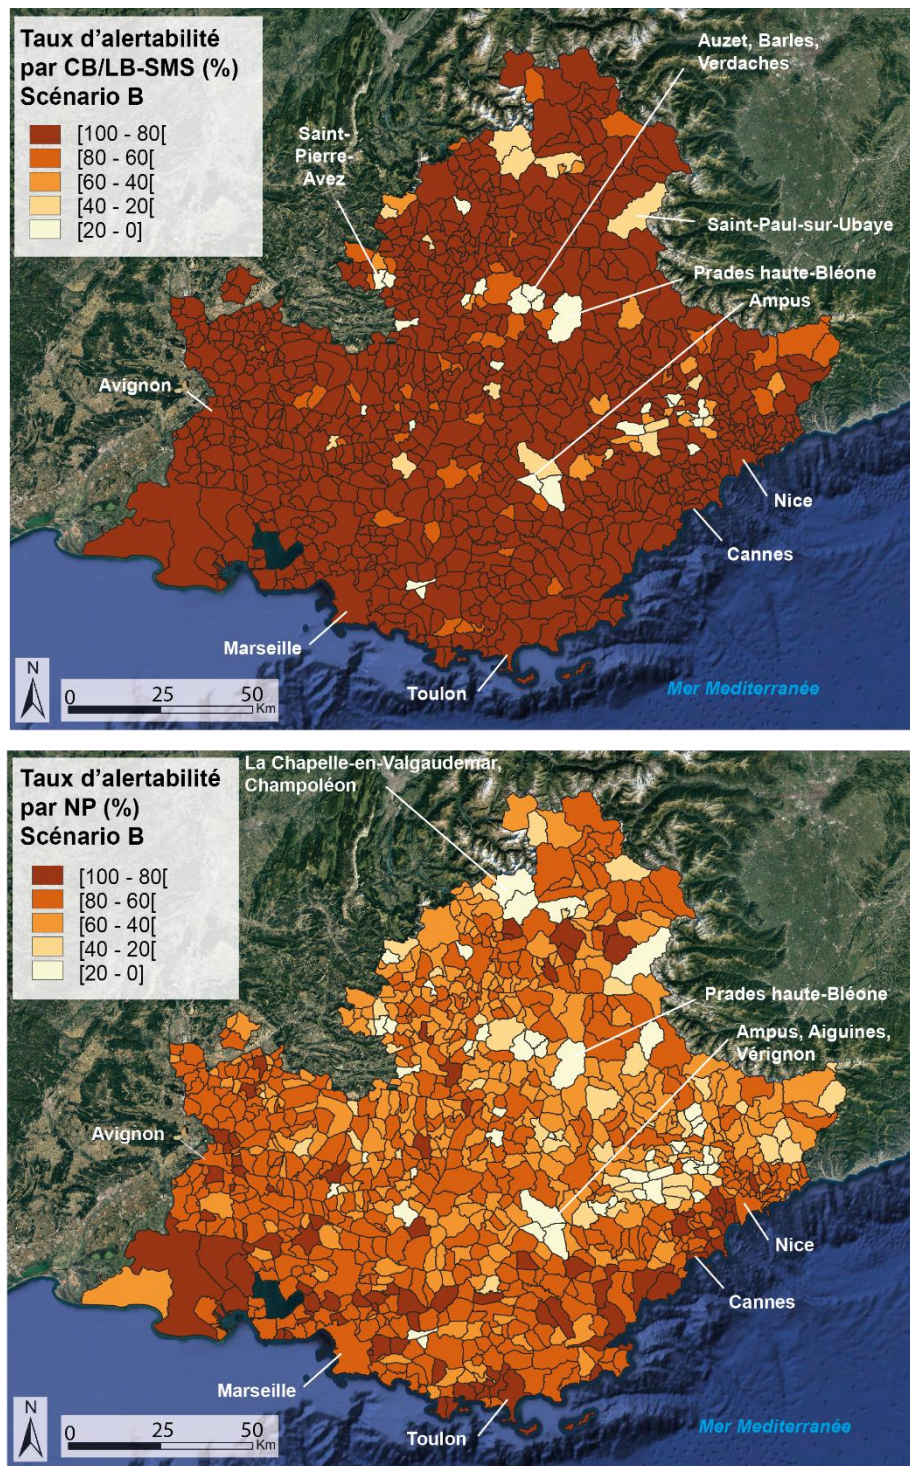 Taux d'alertabilité
par CB/LB-SMS (%)
Scénario B
[100 - 80[
[80 - 60[
[60 - 40[
[40 - 20[
[20 - 0]
Auzet, Barles,
Verdaches
Saint-
Pierre-
Avez
Saint-Paul-sur-Ubaye
Prades haute-Bléone
Ampus
Avignon
Nice
Cannes
Marseille
Toulon
Mer Mediterranée
N
0 25 50
Km
Taux d'alertabilité
par NP (%)
Scénario B
[100 - 80[
[80 - 60[
[60 - 40[
[40 - 20[
[20 - 0]
La Chapelle-en-Valgaudemar,
Champoléon
Prades haute-Bléone
Ampus, Aiguines,
Vérignon
Avignon
Nice
Cannes
Marseille
Toulon
Mer Mediterranée
N
0 25 50
Km